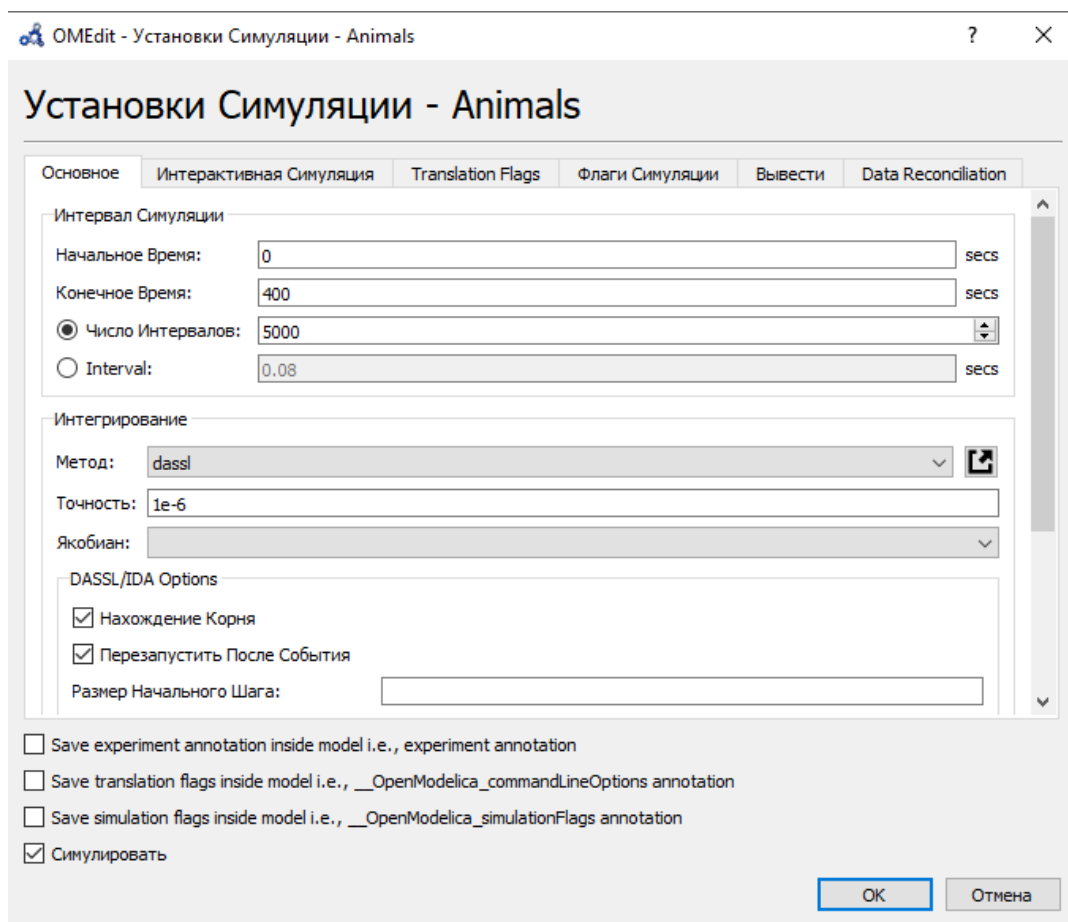 OMEdit - Установки Симуляции - Animals ?
Установки Симуляции - Animals
Основное Интерактивная Симуляция Translation Flags Флаги Симуляции Вывести Data Reconciliation
Интервал Симуляции
Начальное Время: 0 secs
Конечное Время: 400 secs
Число Интервалов: 5000
Interval: 0.08 secs
Интегрирование
Метод: dassl
Точность: 1e-6
Якобиан:
DASSL/IDA Options
Нахождение Корня
Перезапустить После События
Размер Начального Шага:
Save experiment annotation inside model i.e., experiment annotation
Save translation flags inside model i.e., __OpenModelica_commandLineOptions annotation
Save simulation flags inside model i.e., __OpenModelica_simulationFlags annotation
Симулировать
OK Отмена